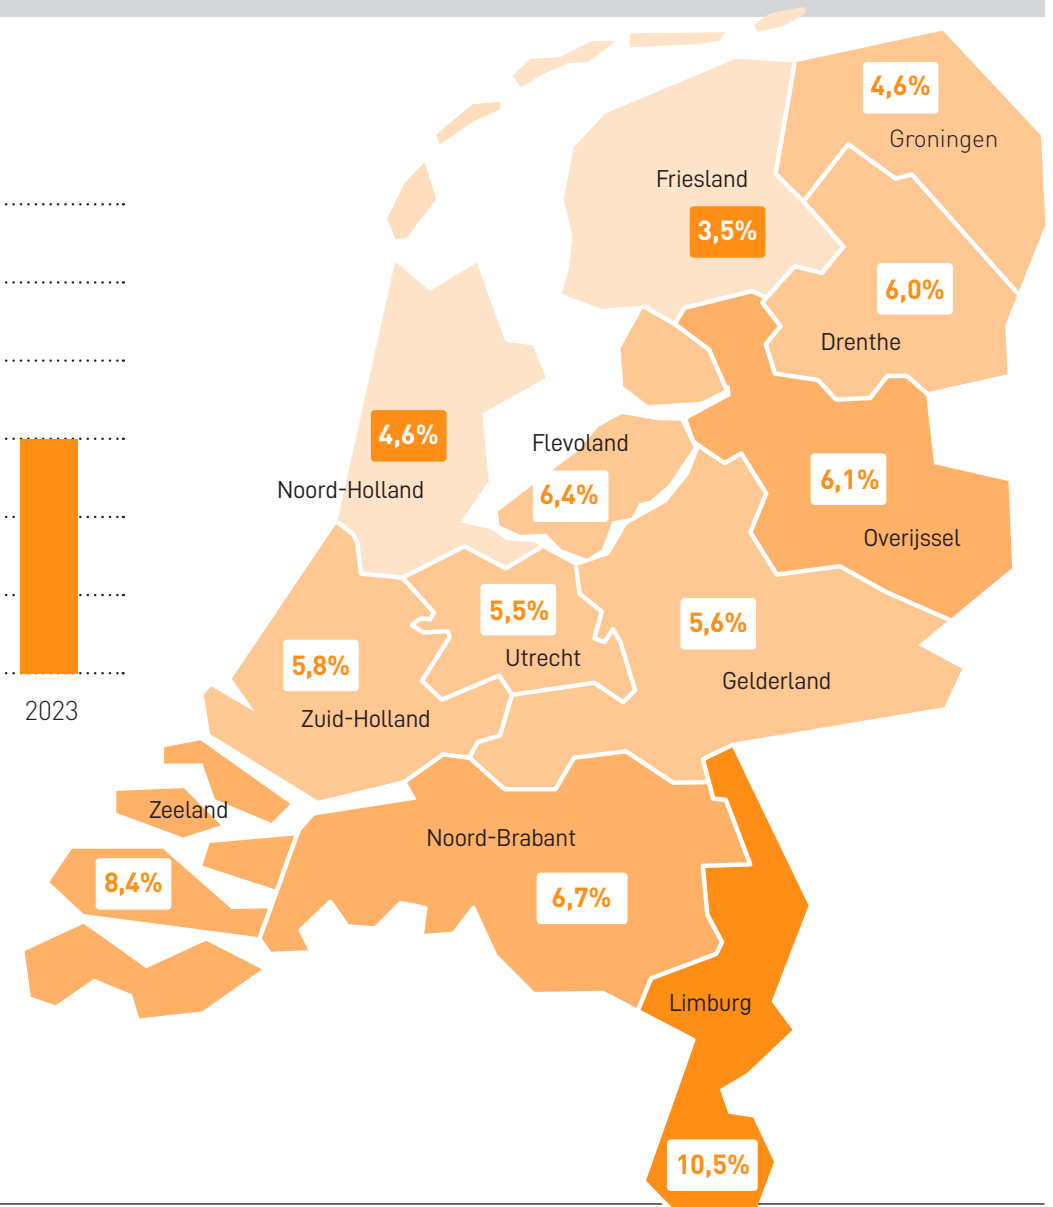 4,6%
Groningen
Friesland
3,5%
6,0%
Drenthe
4,6%
Noord-Holland
Flevoland
6,4%
6,1%
Overijssel
5,5%
Utrecht
5,6%
Gelderland
5,8%
Zuid-Holland
2023
Zeeland
8,4%
Noord-Brabant
6,7%
Limburg
10,5%